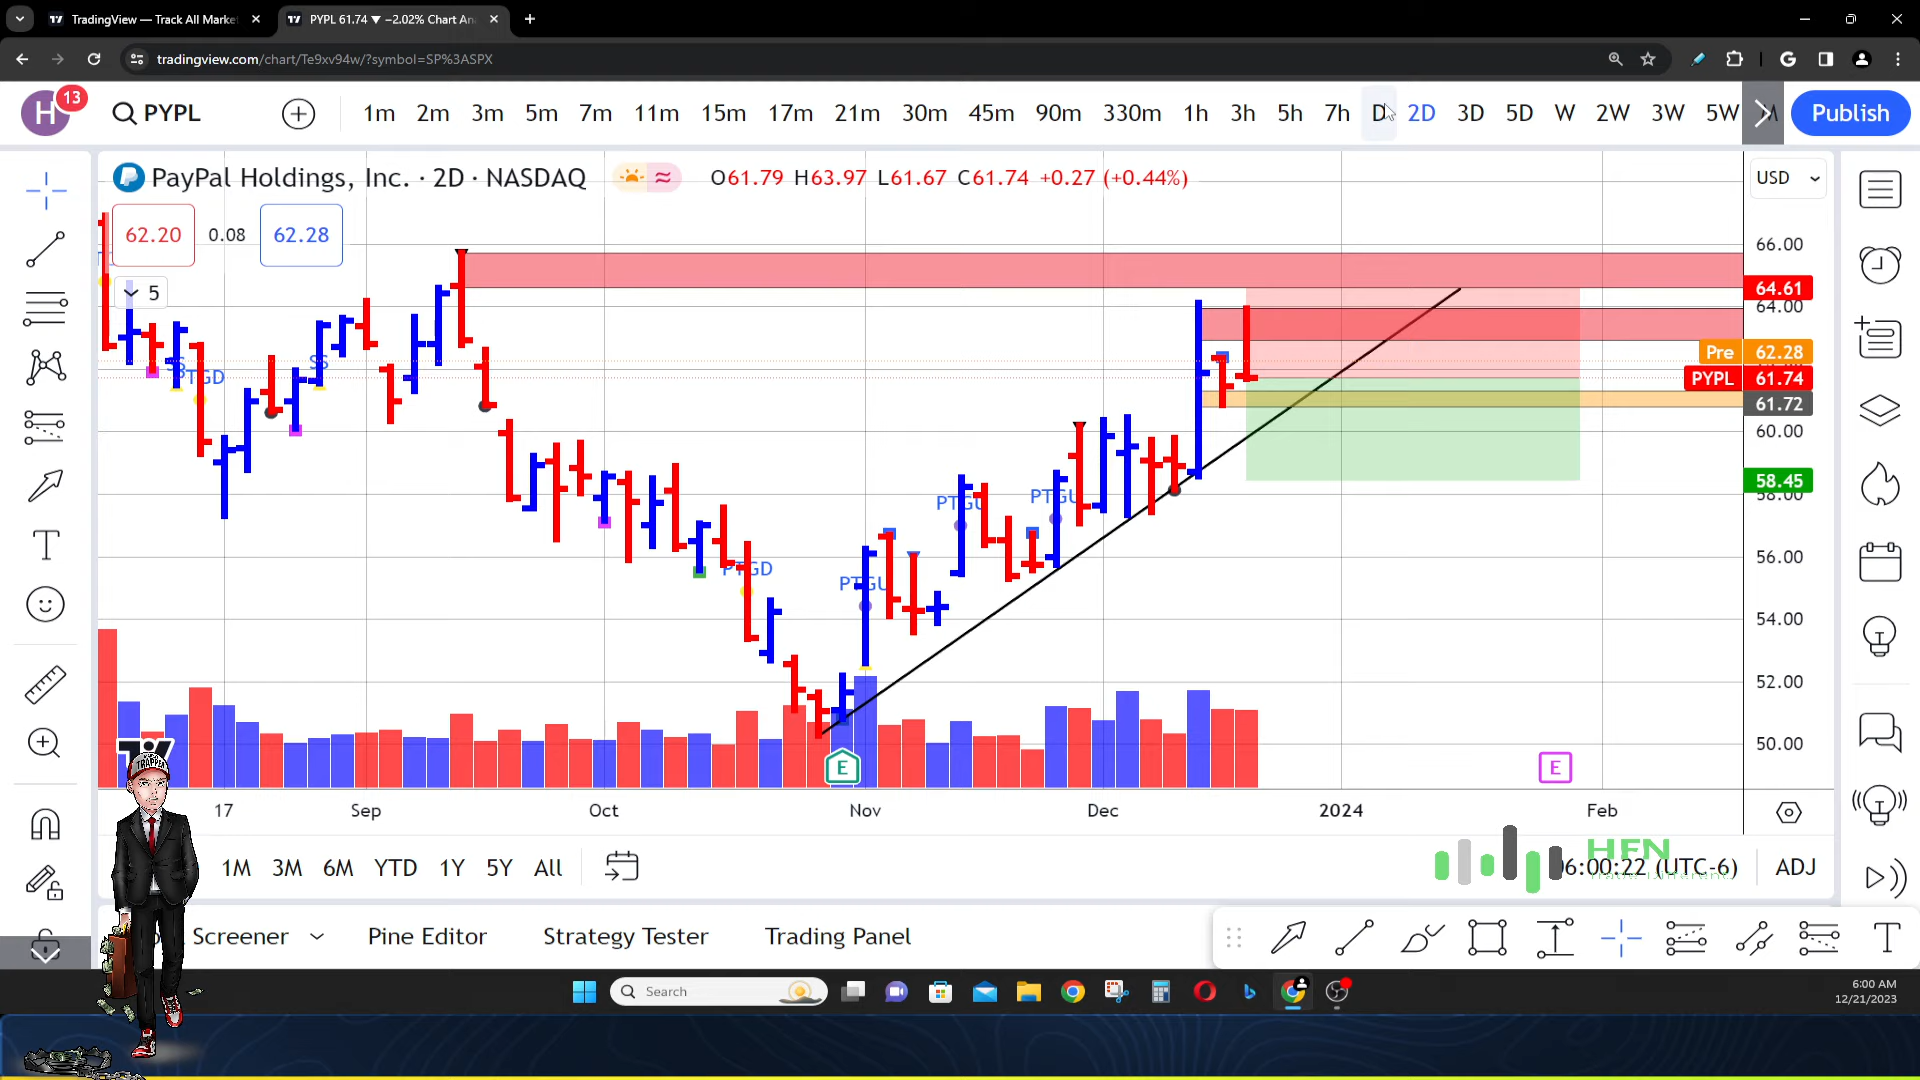 TradingView — Track All Marke
PYPL 61.74 ▼ −2.02% Chart An
tradingview.com/chart/Te9xv94w/?symbol=SP%3ASPX
H
13
PYPL
1m 2m 3m 5m 7m 11m 15m 17m 21m 30m 45m 90m 330m 1h 3h 5h 7h D 2D 3D 5D W 2W 3W 5W M
Publish
PayPal Holdings, Inc. · 2D · NASDAQ
O61.79 H63.97 L61.67 C61.74 +0.27 (+0.44%)
USD
62.20 0.08 62.28
5
66.00
64.61
64.00
Pre 62.28
PYPL 61.74
61.72
60.00
58.45
58.00
56.00
54.00
52.00
50.00
SS
PTGD
SS
PTGD
PTGU
PTGU
PTGU
E
E
17 Sep Oct Nov Dec 2024 Feb
1M 3M 6M YTD 1Y 5Y All
HFN
06:00:22 (UTC-6)
ADJ
TRAPPER
Screener
Pine Editor
Strategy Tester
Trading Panel
Search
6:00 AM
12/21/2023